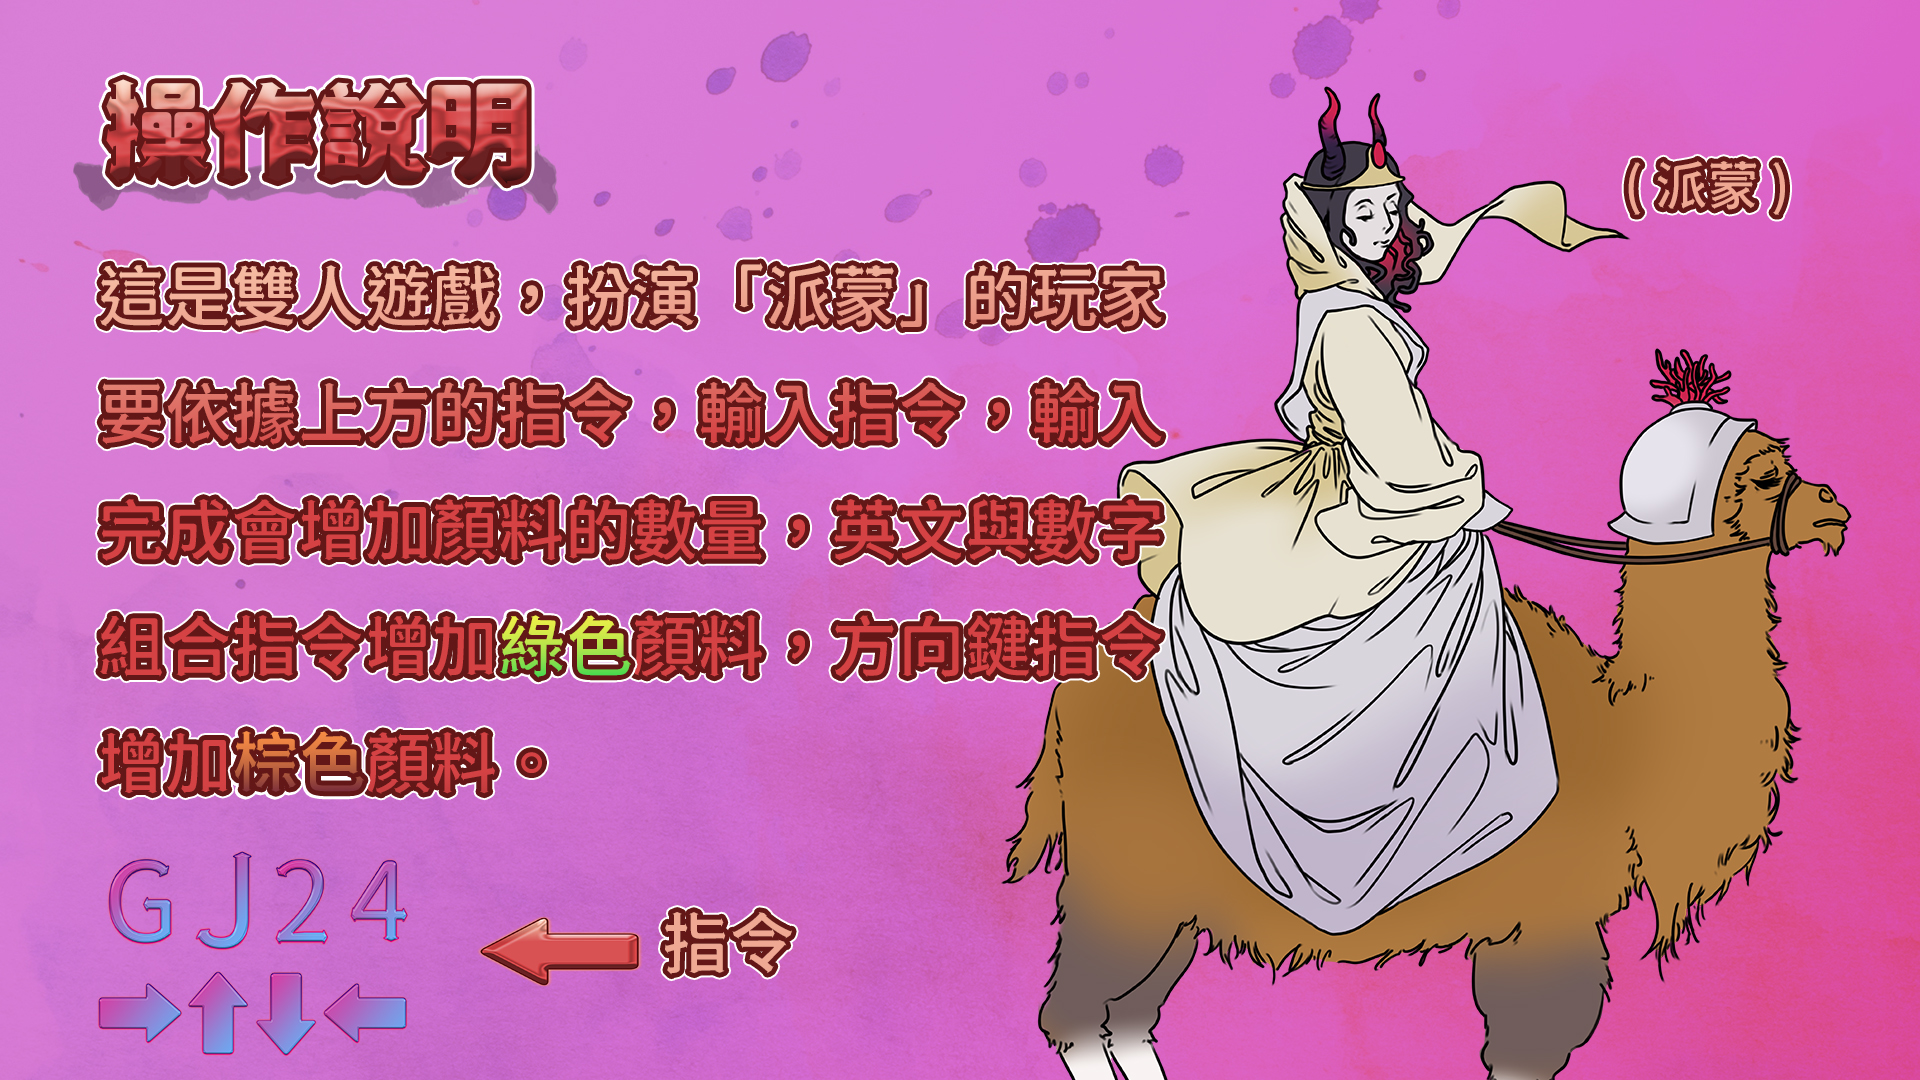 操作說明
(派蒙)
這是雙人遊戲，扮演「派蒙」的玩家
要依據上方的指令，輸入指令，輸入
完成會增加顏料的數量，英文與數字
組合指令增加綠色顏料，方向鍵指令
增加棕色顏料。
GJ24
指令